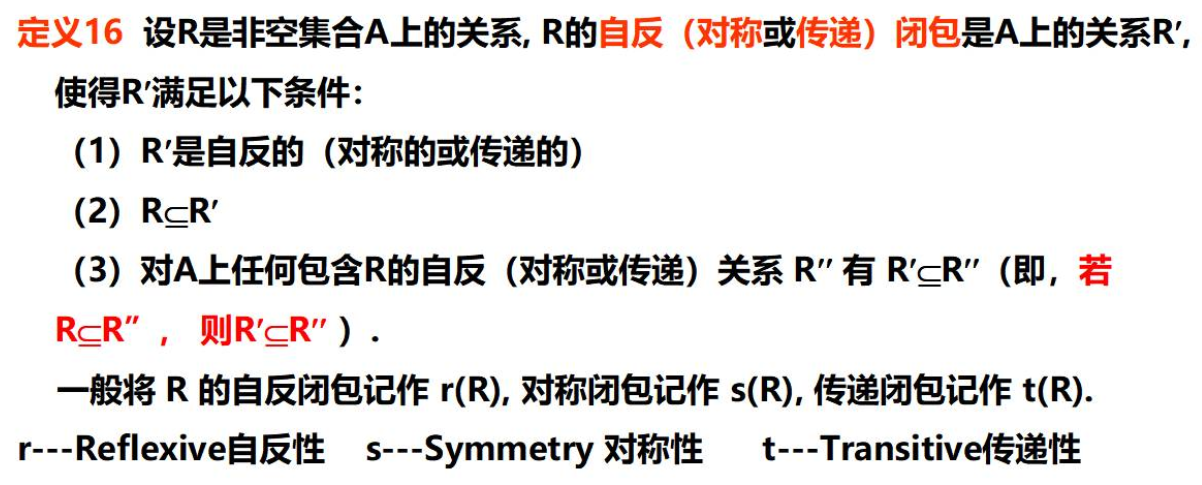 定义16 设R是非空集合A上的关系, R的自反（对称或传递）闭包是A上的关系R′,
使得R′满足以下条件：
（1）R′是自反的（对称的或传递的）
（2）R⊆R′
（3）对A上任何包含R的自反（对称或传递）关系 R″ 有 R′⊆R″（即，若
R⊆R″ ， 则R′⊆R″ ）.
一般将 R 的自反闭包记作 r(R), 对称闭包记作 s(R), 传递闭包记作 t(R).
r---Reflexive自反性 s---Symmetry 对称性 t---Transitive传递性